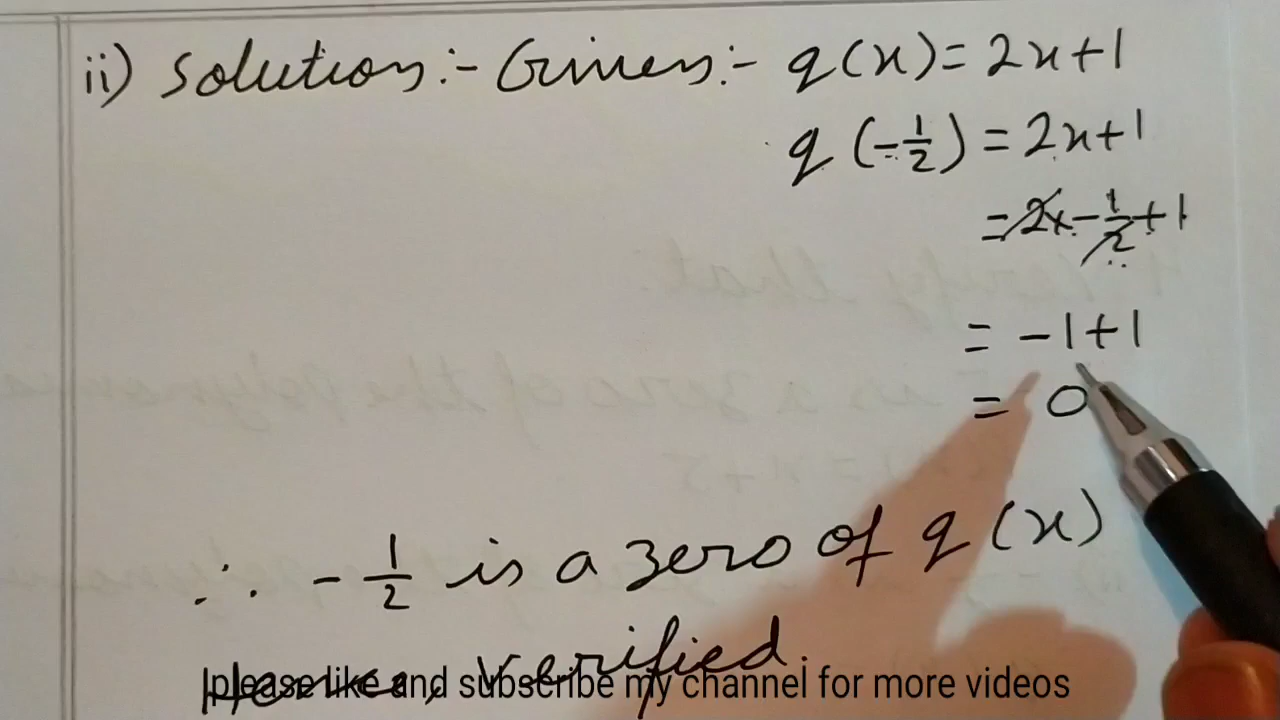 ii) Solution:- Given:- q(x) = 2x+1
q(-1/2) = 2x+1
= 2x-1/2+1
= -1+1
= 0
∴ -1/2 is a zero of q(x)
Hence, verified.
please like and subscribe my channel for more videos